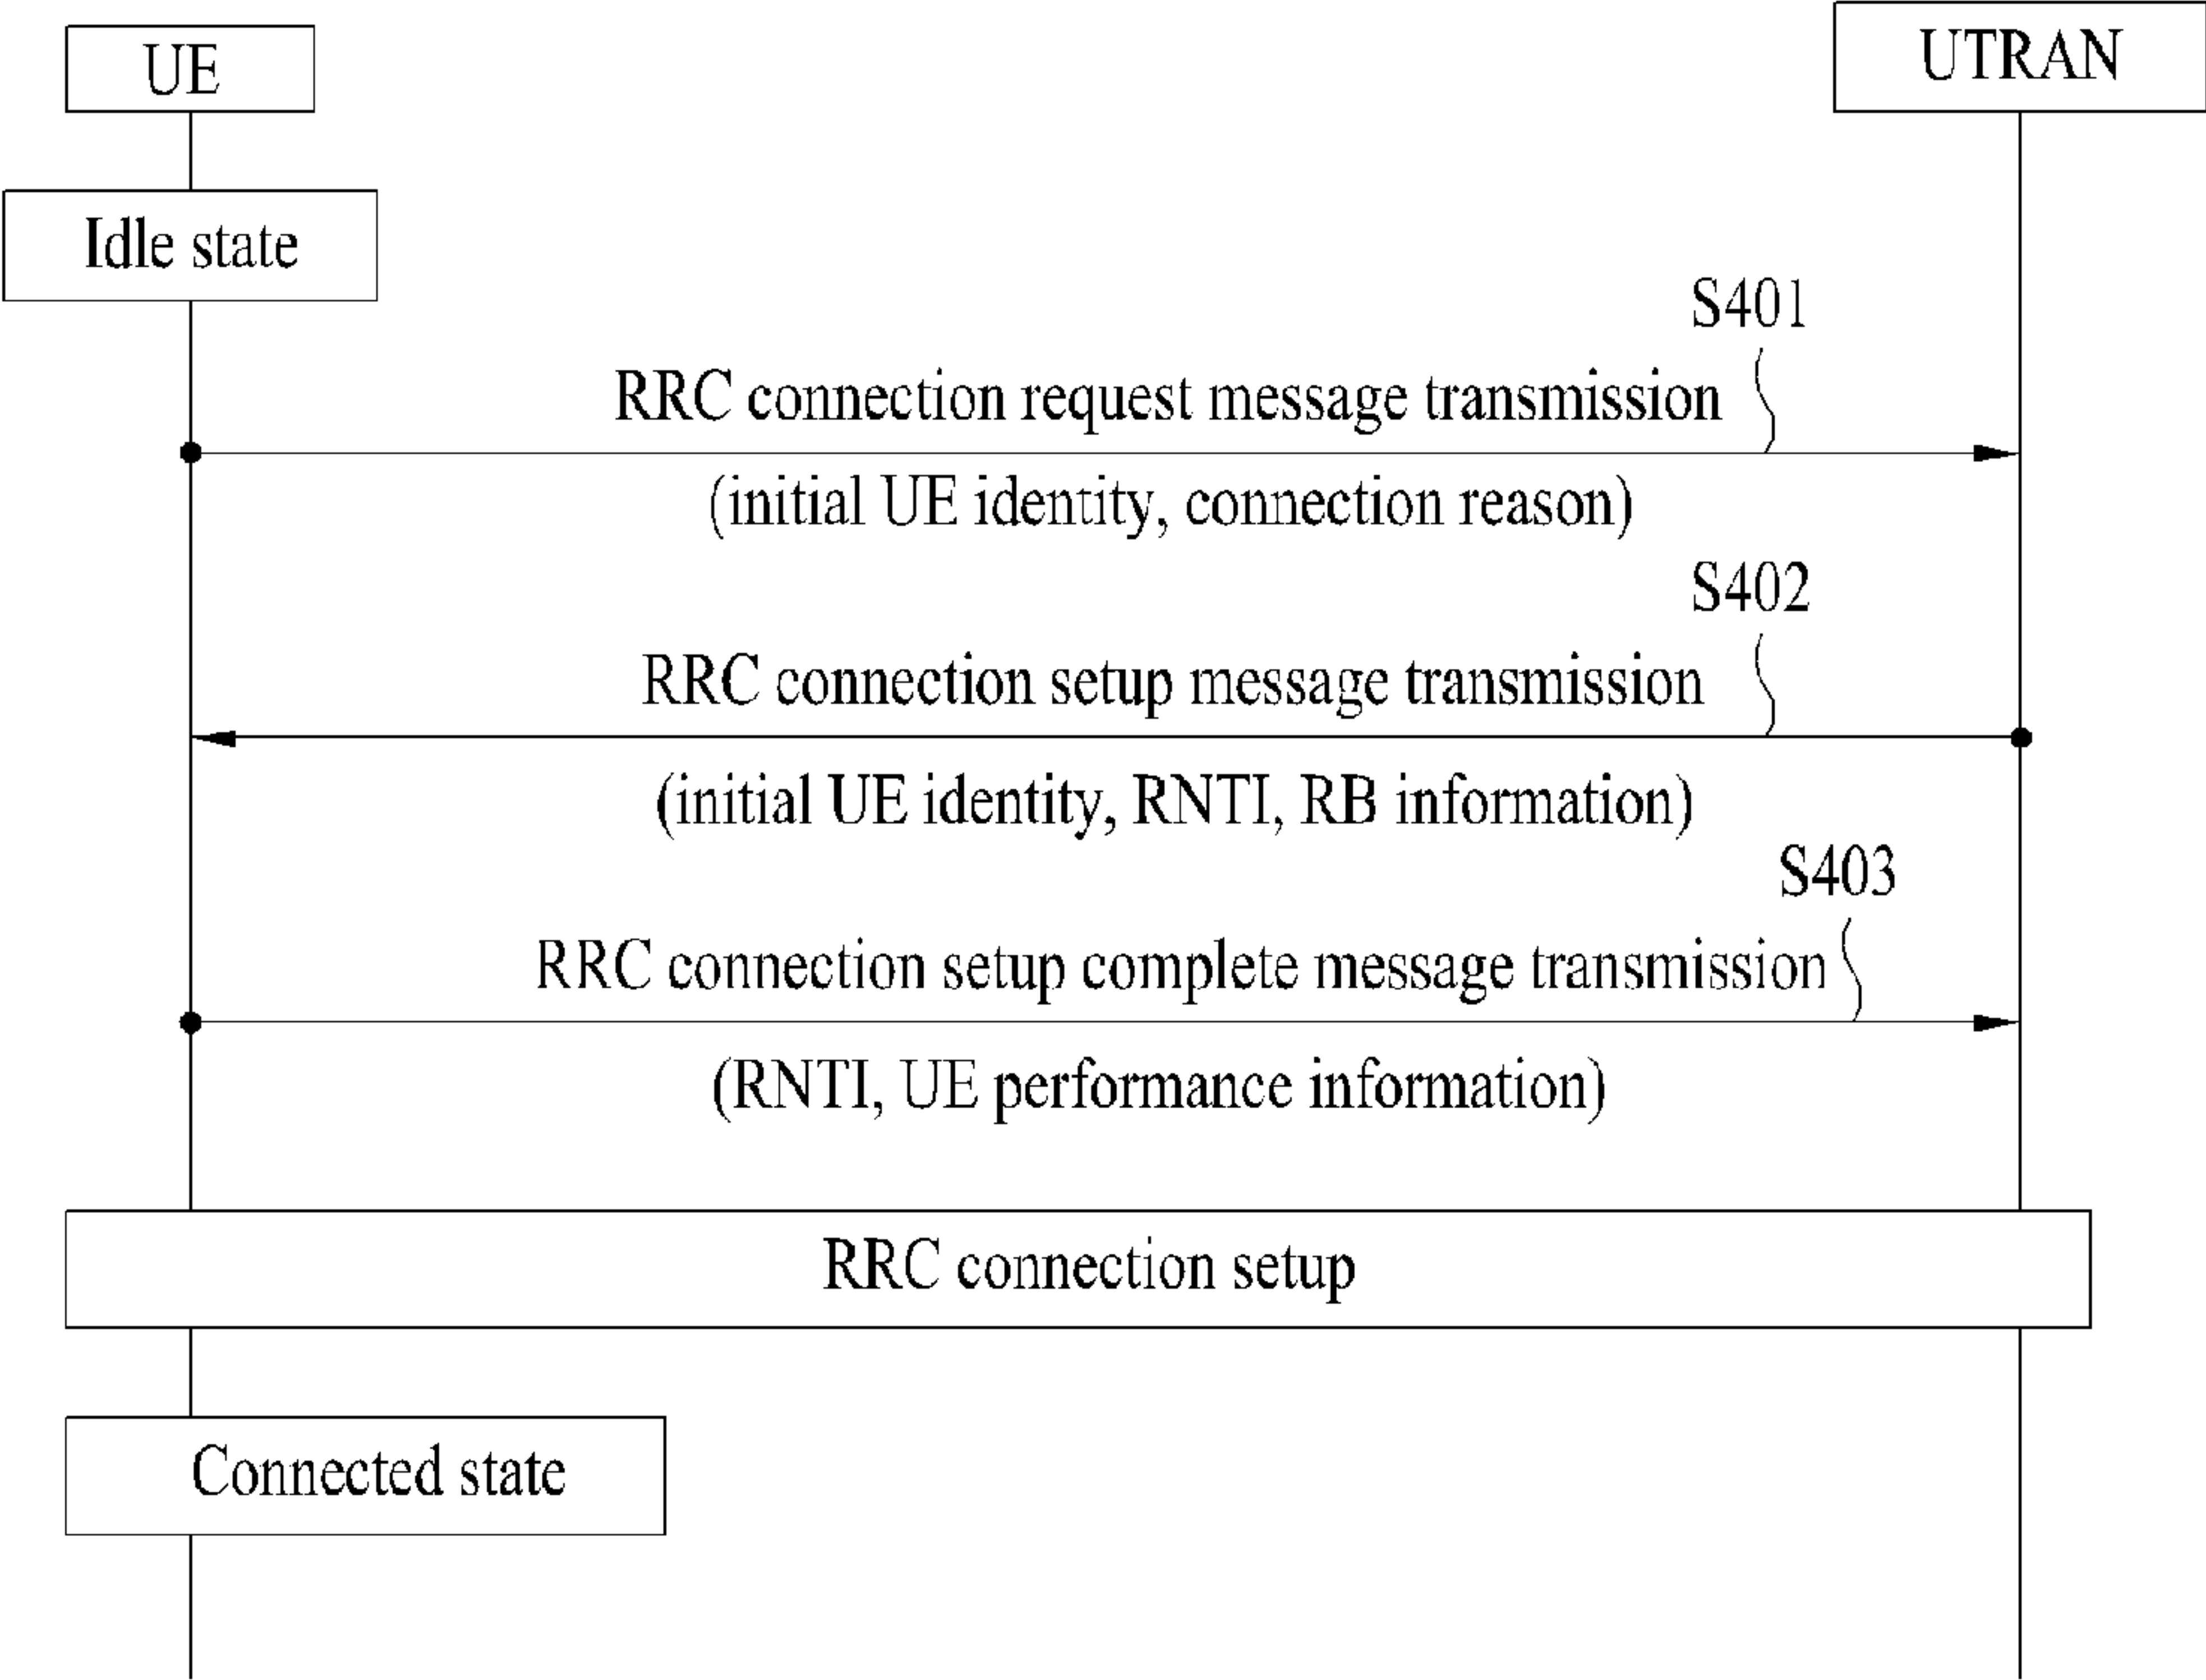 UE
UTRAN
Idle state
S401
RRC connection request message transmission
(initial UE identity, connection reason)
S402
RRC connection setup message transmission
(initial UE identity, RNTI, RB information)
S403
RRC connection setup complete message transmission
(RNTI, UE performance information)
RRC connection setup
Connected state